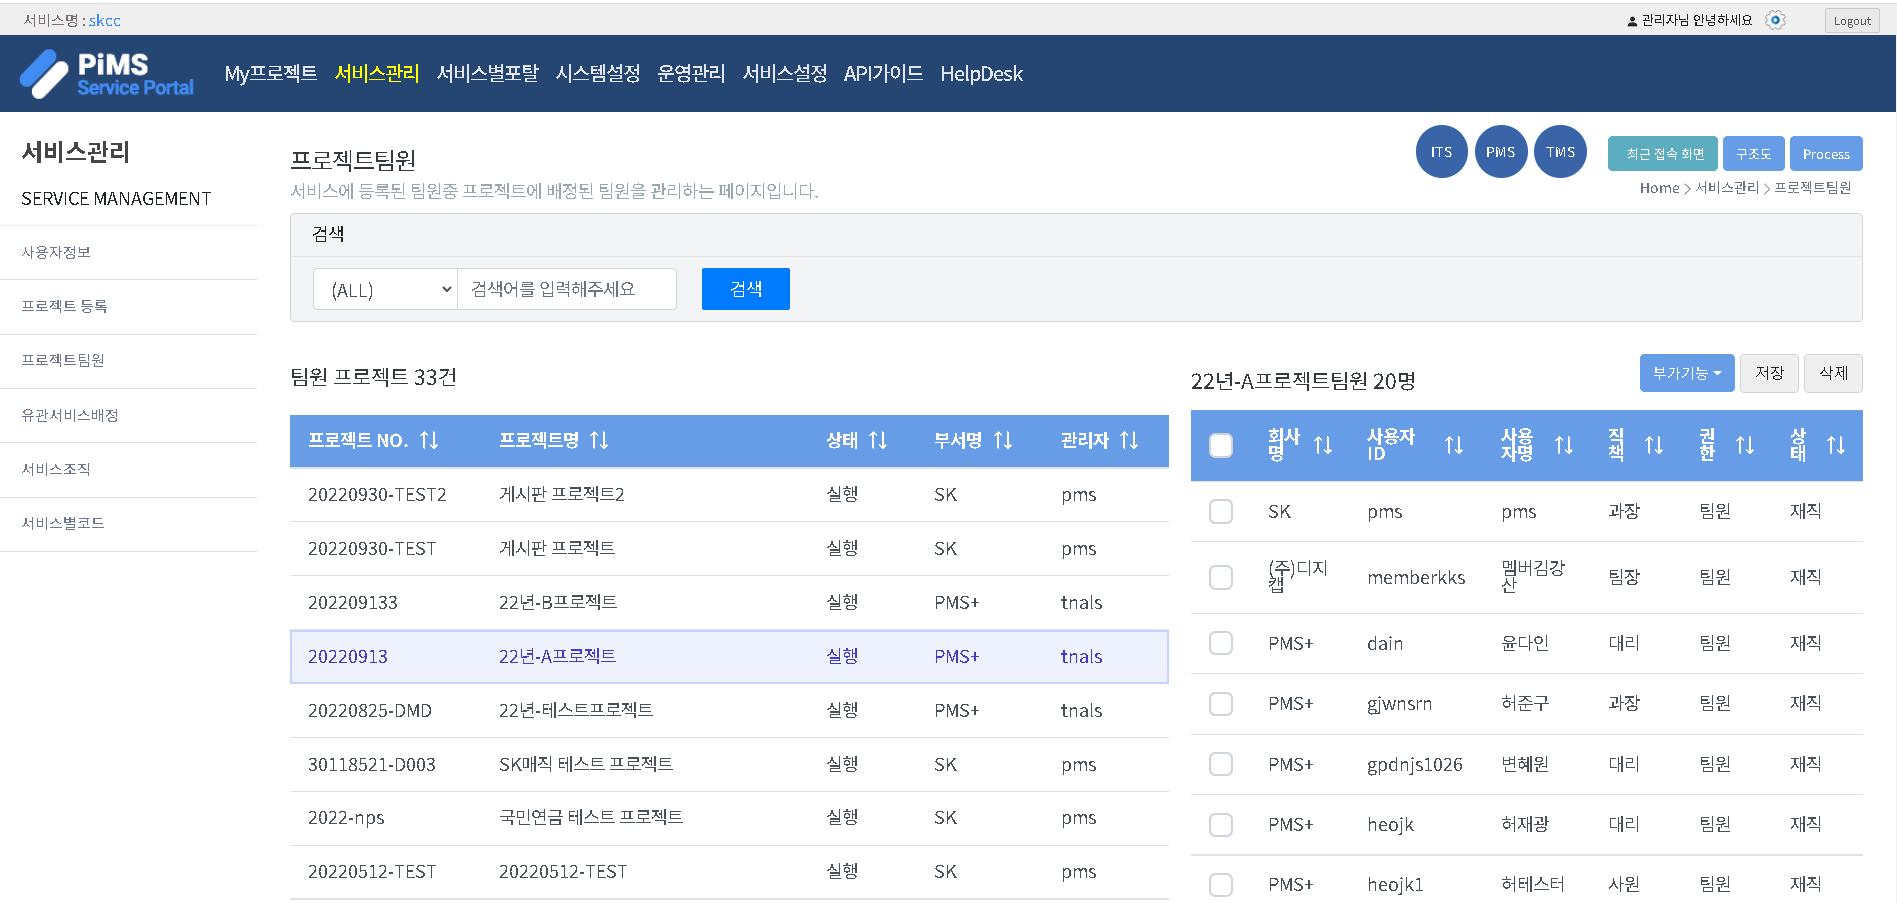 서비스명 : skcc
관리자님 안녕하세요
Logout
PiMS
Service Portal
My프로젝트 서비스관리 서비스별포탈 시스템설정 운영관리 서비스설정 API가이드 HelpDesk
서비스관리
SERVICE MANAGEMENT
사용자정보
프로젝트 등록
프로젝트팀원
유관서비스배정
서비스조직
서비스별코드
프로젝트팀원
서비스에 등록된 팀원중 프로젝트에 배정된 팀원을 관리하는 페이지입니다.
ITS PMS TMS 최근 접속 화면 구조도 Process
Home > 서비스관리 > 프로젝트팀원
검색
(ALL) 검색어를 입력해주세요 검색
팀원 프로젝트 33건
프로젝트 NO. 프로젝트명 상태 부서명 관리자
20220930-TEST2 게시판 프로젝트2 실행 SK pms
20220930-TEST 게시판 프로젝트 실행 SK pms
202209133 22년-B프로젝트 실행 PMS+ tnals
20220913 22년-A프로젝트 실행 PMS+ tnals
20220825-DMD 22년-테스트프로젝트 실행 PMS+ tnals
30118521-D003 SK매직 테스트 프로젝트 실행 SK pms
2022-nps 국민연금 테스트 프로젝트 실행 SK pms
20220512-TEST 20220512-TEST 실행 SK pms
22년-A프로젝트팀원 20명
부가기능 저장 삭제
회사명 사용자 ID 사용자명 직책 권한 상태
SK pms pms 과장 팀원 재직
(주)디지캡 memberkks 멤버김강산 팀장 팀원 재직
PMS+ dain 윤다인 대리 팀원 재직
PMS+ gjwnsrn 허준구 과장 팀원 재직
PMS+ gpdnjs1026 변혜원 대리 팀원 재직
PMS+ heojk 허재광 대리 팀원 재직
PMS+ heojk1 허테스터 사원 팀원 재직